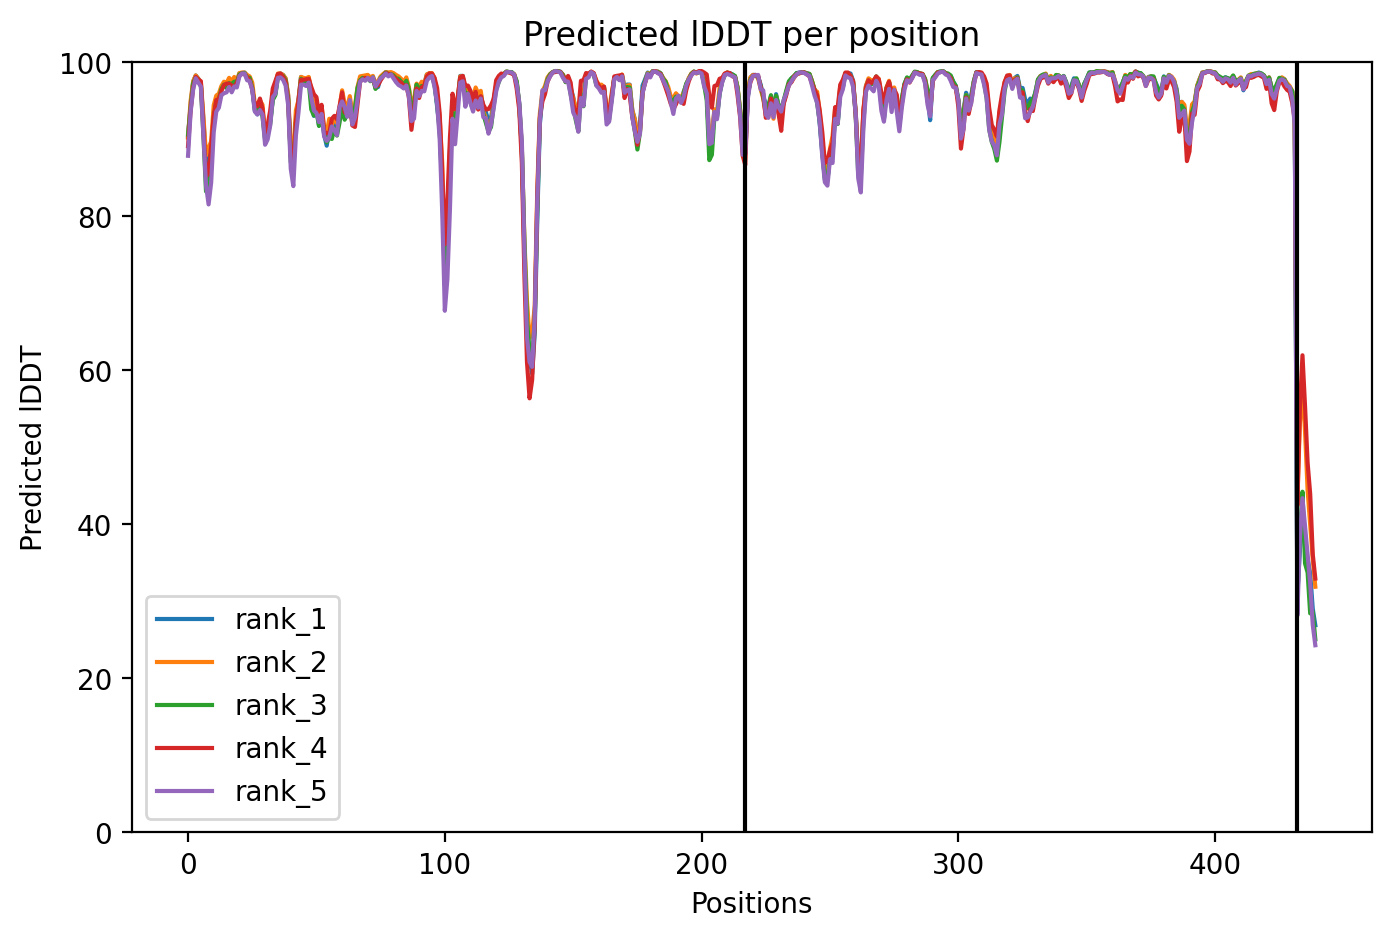 Predicted lDDT per position
100
80
60
40
20
0
Predicted lDDT
rank_1
rank_2
rank_3
rank_4
rank_5
0 100 200 300 400
Positions